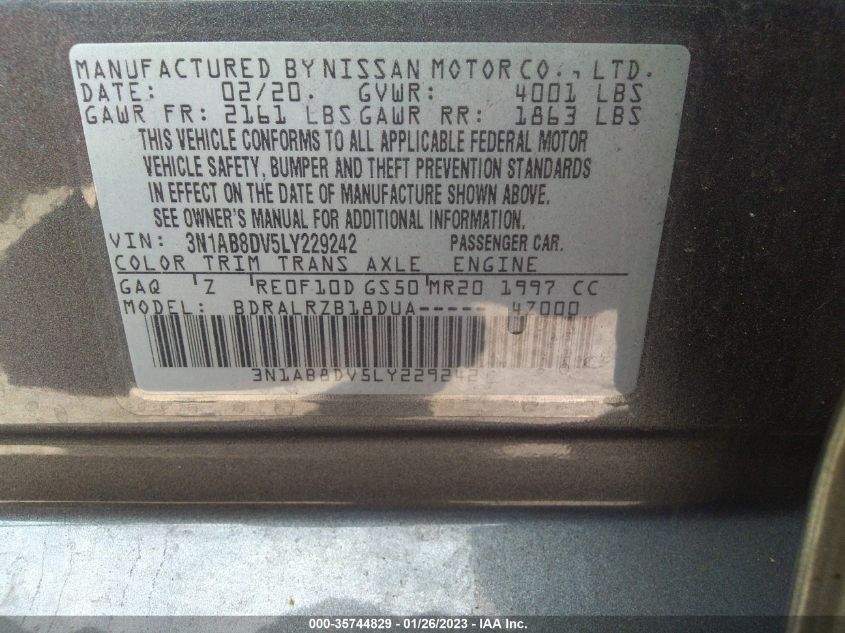 MANUFACTURED BY NISSAN MOTOR CO., LTD.
DATE: 02/20. GVWR: 4001 LBS
GAWR FR: 2161 LBS GAWR RR: 1863 LBS
THIS VEHICLE CONFORMS TO ALL APPLICABLE FEDERAL MOTOR
VEHICLE SAFETY, BUMPER AND THEFT PREVENTION STANDARDS
IN EFFECT ON THE DATE OF MANUFACTURE SHOWN ABOVE.
SEE OWNER'S MANUAL FOR ADDITIONAL INFORMATION.
VIN: 3N1AB8DV5LY229242 PASSENGER CAR.
COLOR TRIM TRANS AXLE ENGINE
GAQ Z RE0F10D GS50 MR20 1997 CC
MODEL: BDRALRZB18DUA----- 47000
3N1AB8DV5LY229242
000-35744829 - 01/26/2023 - IAA Inc.